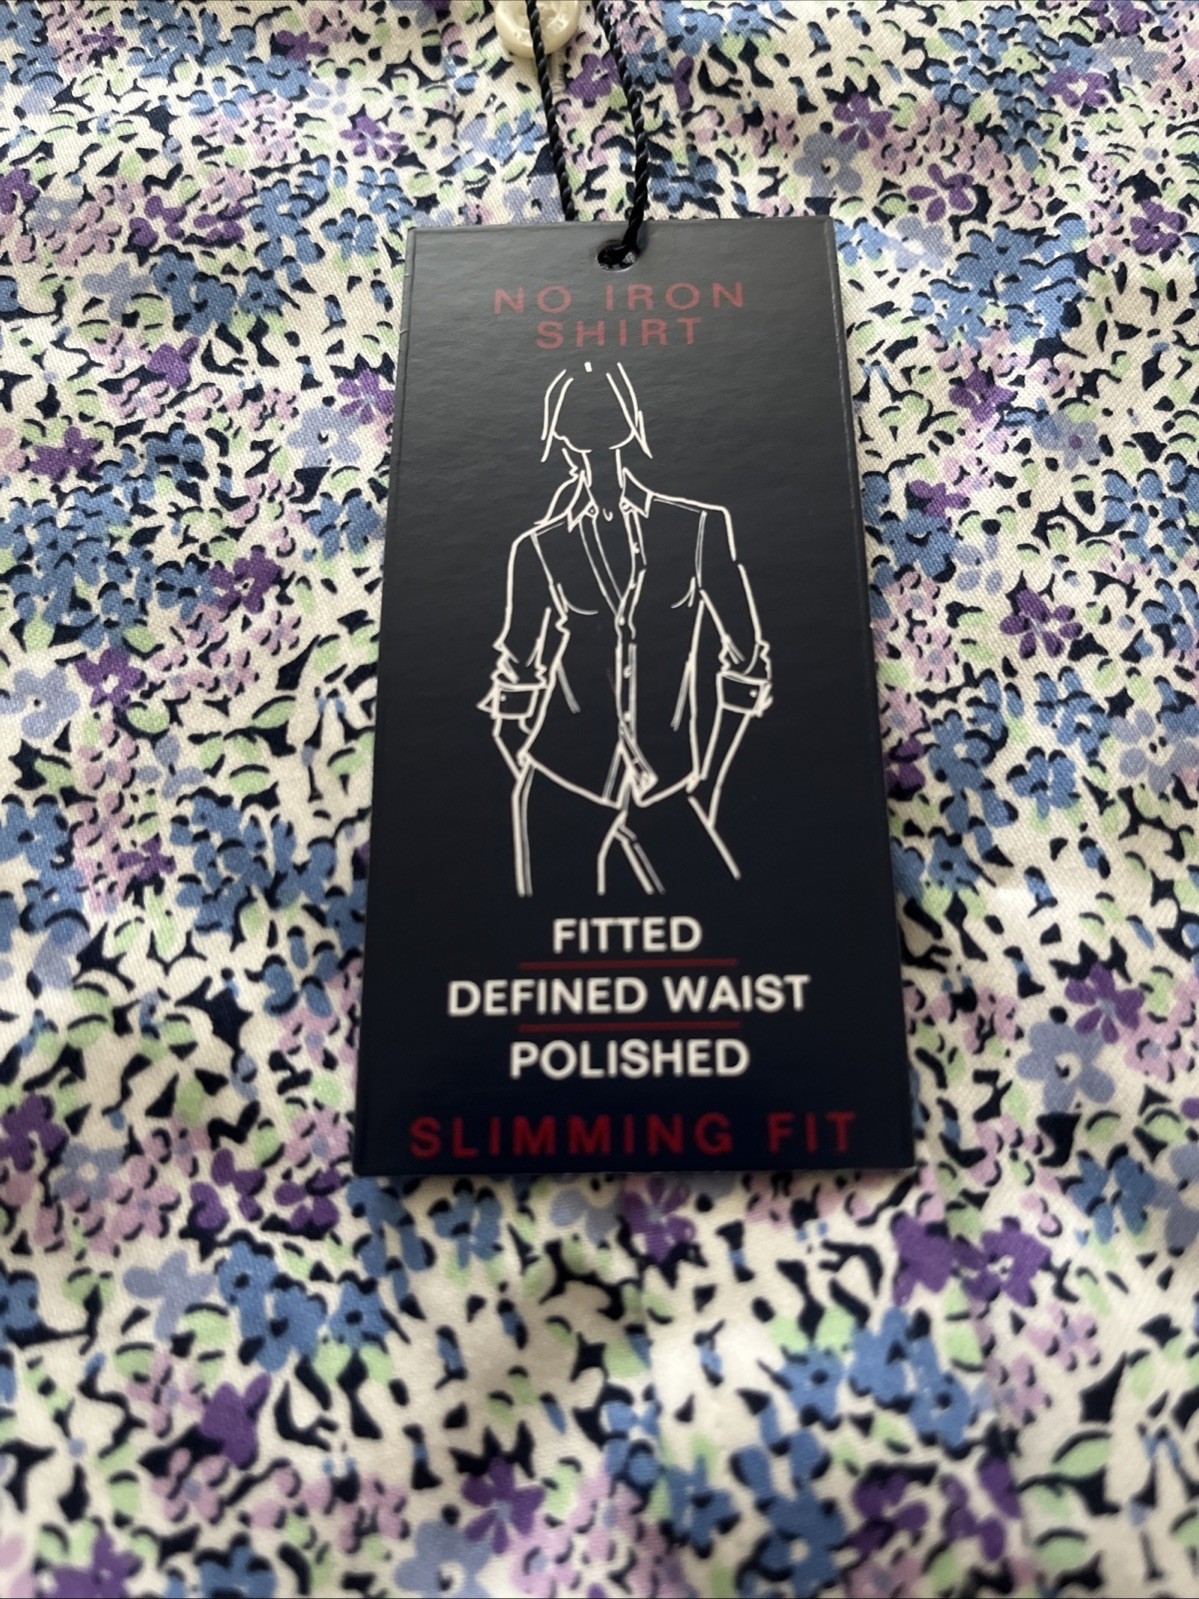 NO IRON
SHIRT
FITTED
DEFINED WAIST
POLISHED
SLIMMING FIT